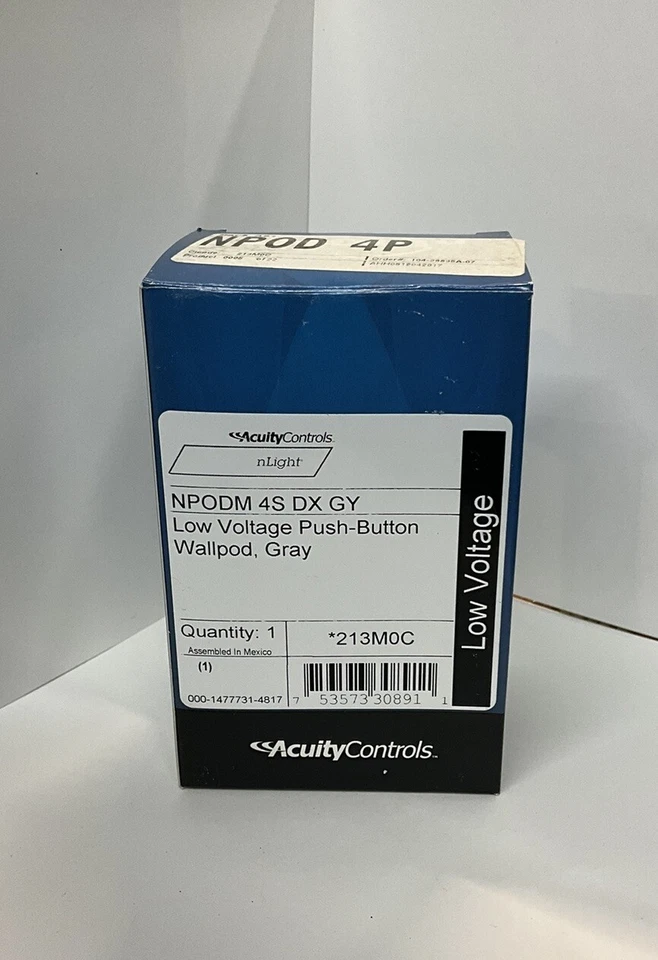 NPOD 4P
213M0C
AcuityControls.
nLight
NPODM 4S DX GY
Low Voltage Push-Button
Wallpod, Gray
Low Voltage
Quantity: 1
Assembled In Mexico
*213M0C
(1)
000-1477731-4817
7 53573 30891 1
AcuityControls